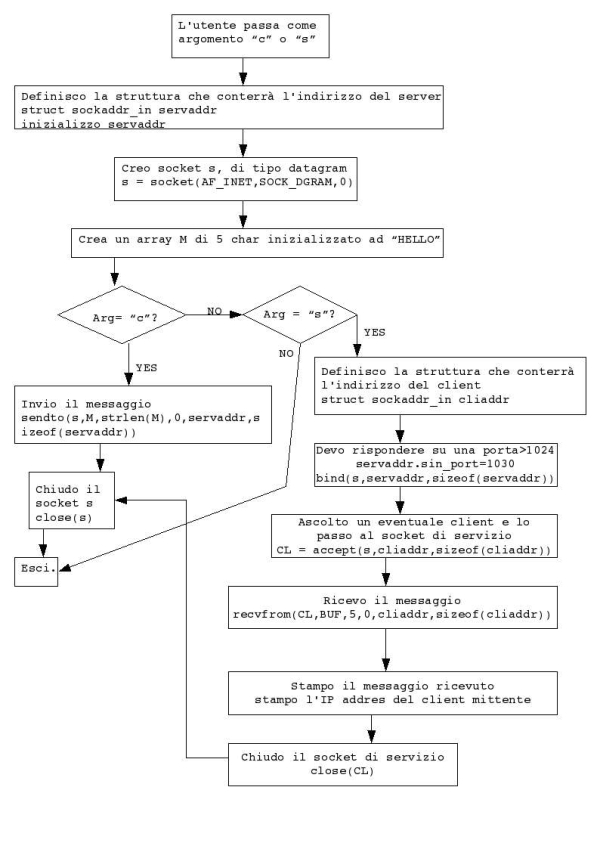 L'utente passa come
argomento “c” o “s”
Definisco la struttura che conterrà l'indirizzo del server
struct sockaddr_in servaddr
inizializzo servaddr
Creo socket s, di tipo datagram
s = socket(AF_INET,SOCK_DGRAM,0)
Crea un array M di 5 char inizializzato ad “HELLO”
Arg= “c”?
NO
Arg = “s”?
YES
NO
YES
Definisco la struttura che conterrà
l'indirizzo del client
struct sockaddr_in cliaddr
Invio il messaggio
sendto(s,M,strlen(M),0,servaddr,s
izeof(servaddr))
Devo rispondere su una porta>1024
servaddr.sin_port=1030
bind(s,servaddr,sizeof(servaddr))
Chiudo il
socket s
close(s)
Ascolto un eventuale client e lo
passo al socket di servizio
CL = accept(s,cliaddr,sizeof(cliaddr))
Esci.
Ricevo il messaggio
recvfrom(CL,BUF,5,0,cliaddr,sizeof(cliaddr))
Stampo il messaggio ricevuto
stampo l'IP addres del client mittente
Chiudo il socket di servizio
close(CL)